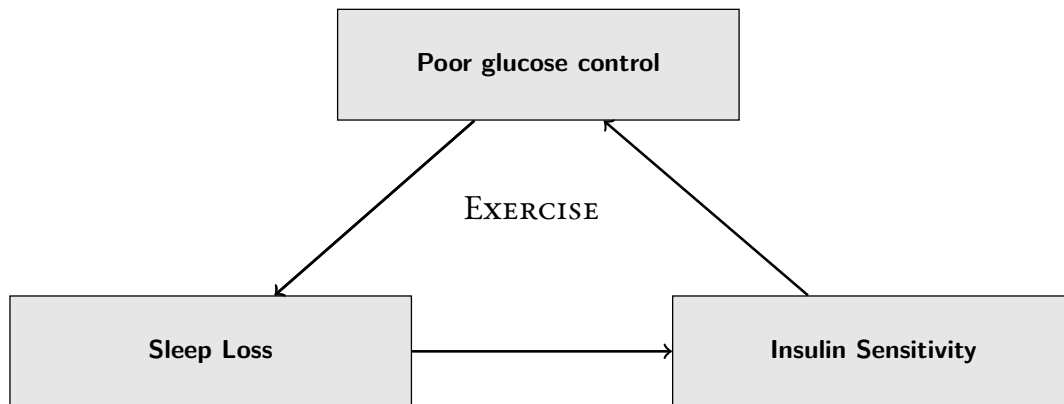 Poor glucose control
Exercise
Sleep Loss
Insulin Sensitivity